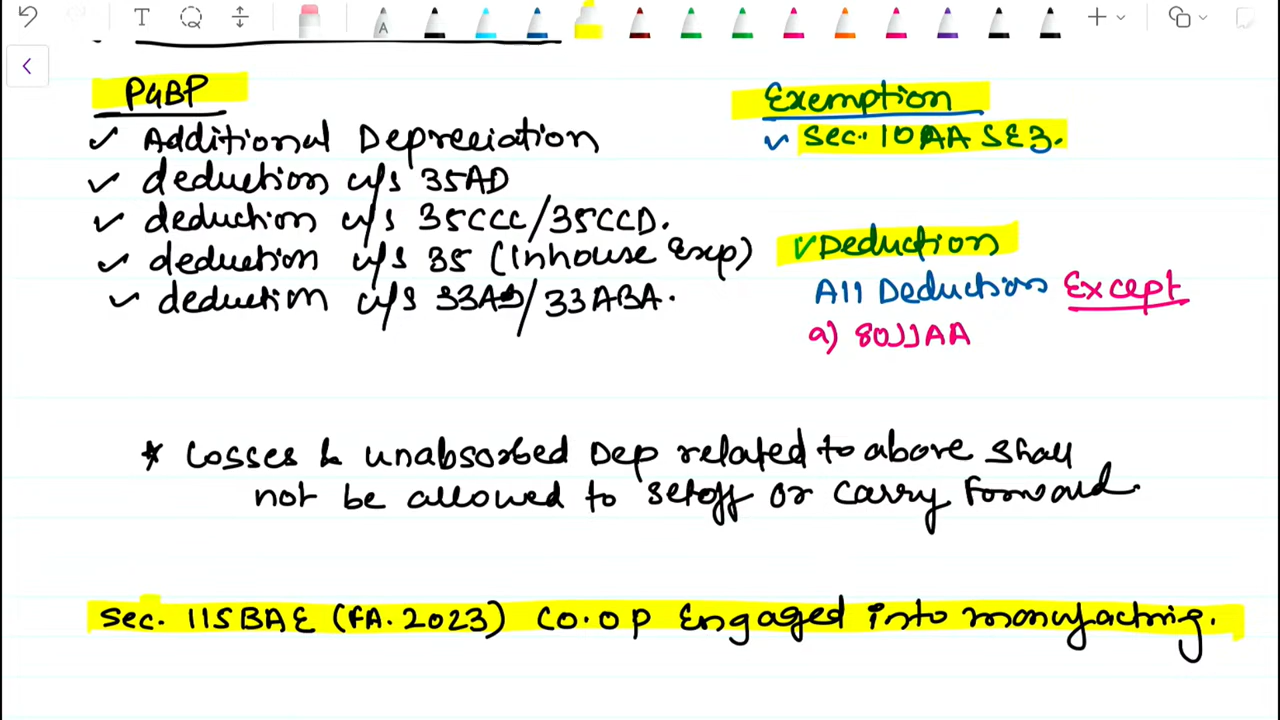 PGBP
✓ Additional Depreciation
✓ deduction u/s 35AD
✓ deduction u/s 35CCC/35CCD.
✓ deduction u/s 35 (Inhouse Exp)
✓ deduction u/s 33AB/33ABA.
Exemption
✓ Sec. 10AA SEZ.
✓ Deduction
All Deduction Except
a) 80JJAA
* Losses & unabsorbed Dep related to above shall
not be allowed to setoff or carry forward.
Sec. 115BAE (FA. 2023) CO.OP Engaged into manufactring.